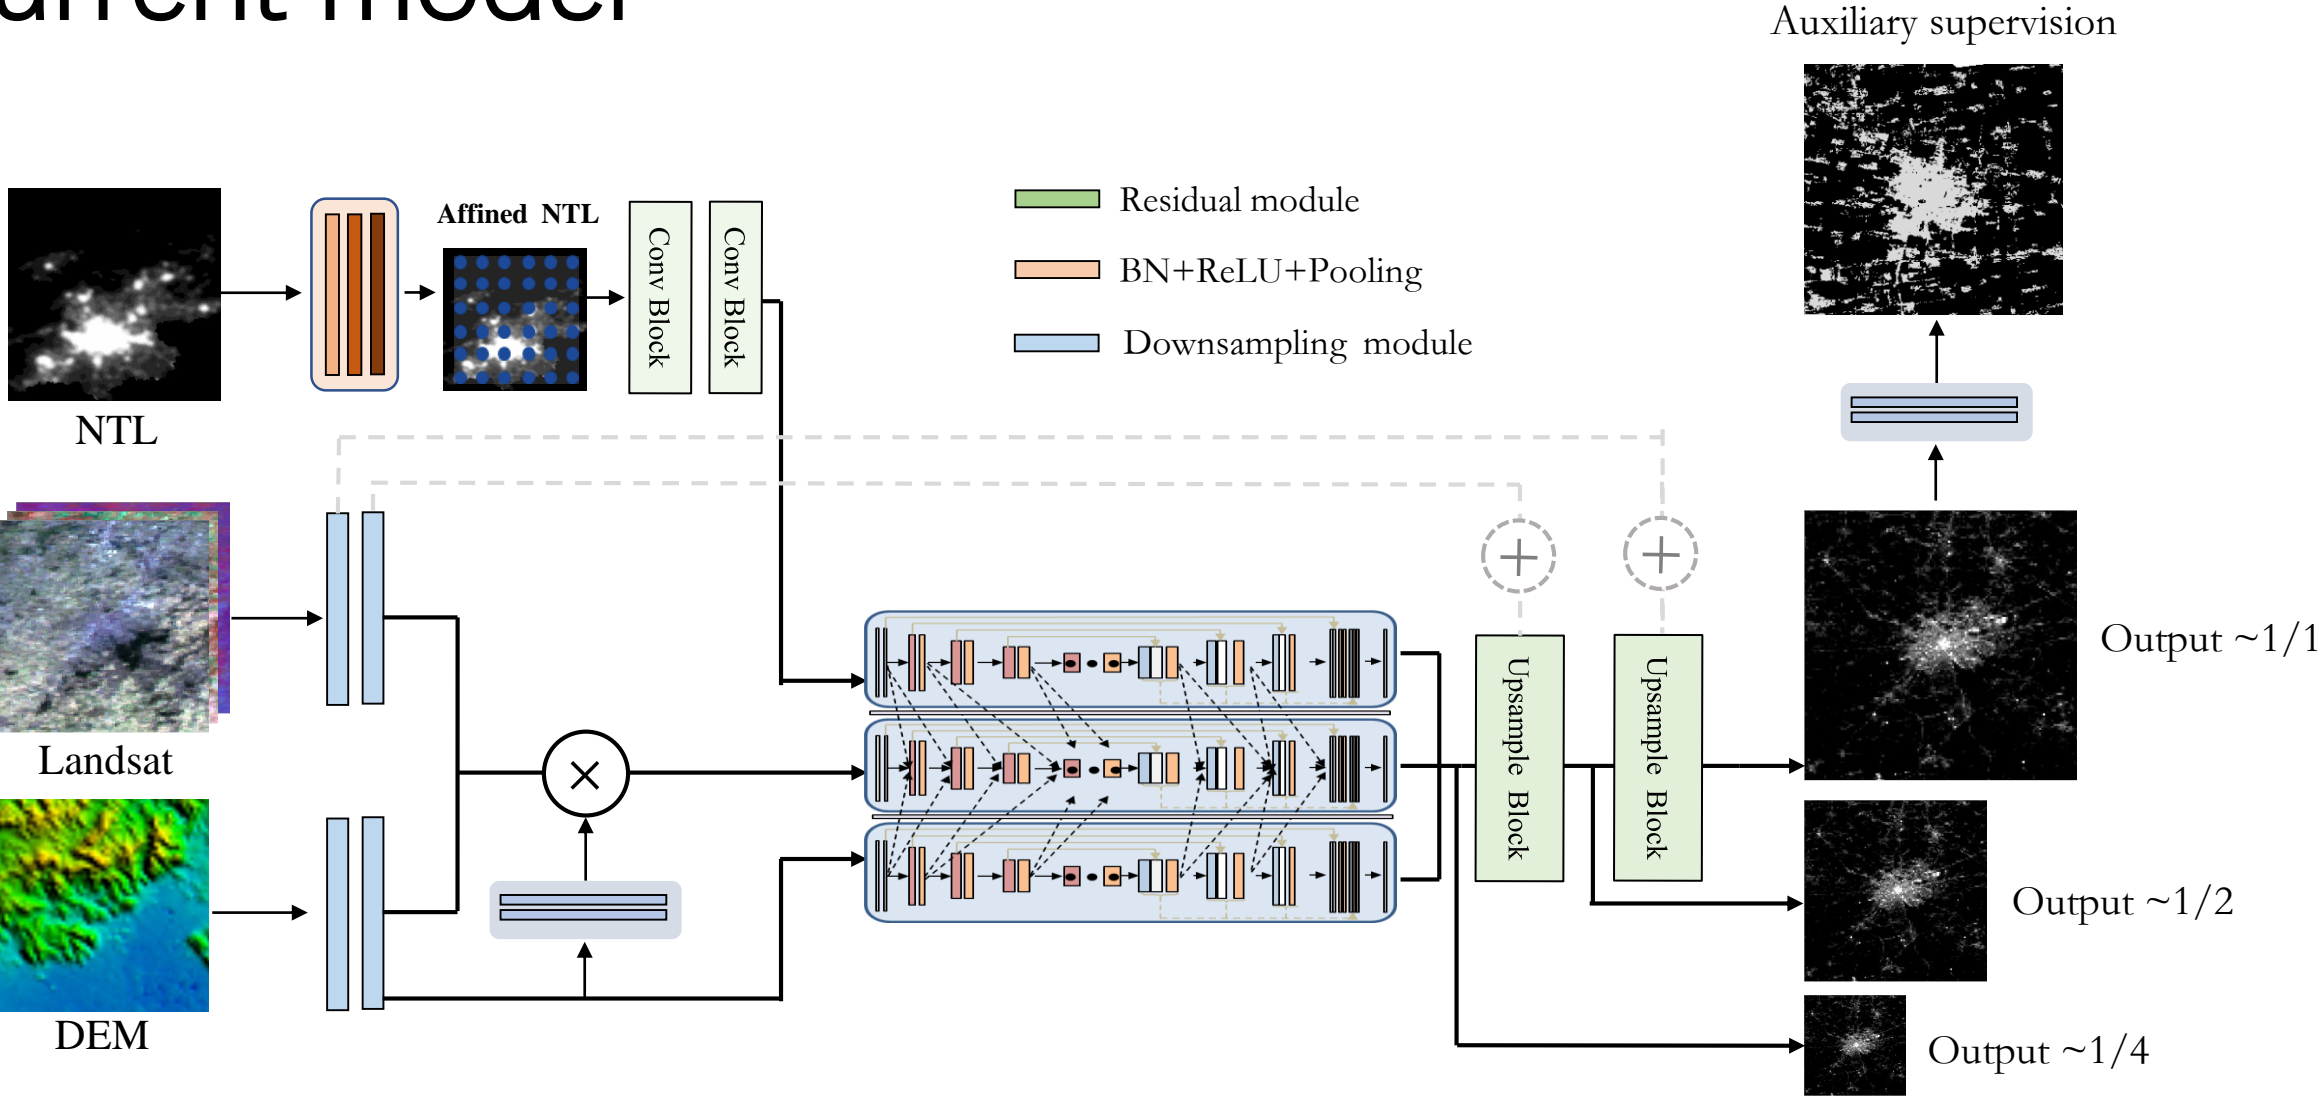 model
Auxiliary supervision
Affined NTL
Conv Block
Conv Block
Residual module
BN+ReLU+Pooling
Downsampling module
NTL
Landsat
DEM
Upsample Block
Upsample Block
Output ~1/1
Output ~1/2
Output ~1/4